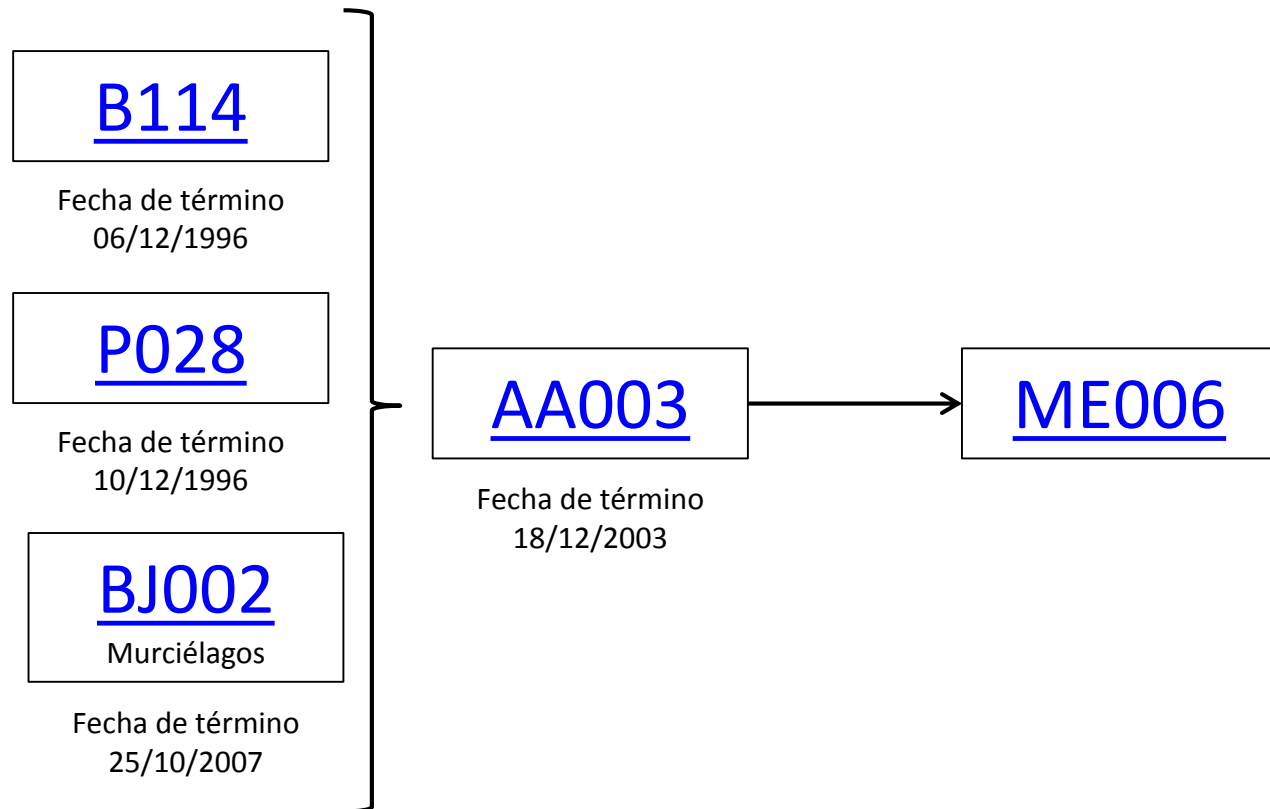 B114
Fecha de término
06/12/1996
P028
Fecha de término
10/12/1996
BJ002
Murciélagos
Fecha de término
25/10/2007
AA003
Fecha de término
18/12/2003
ME006